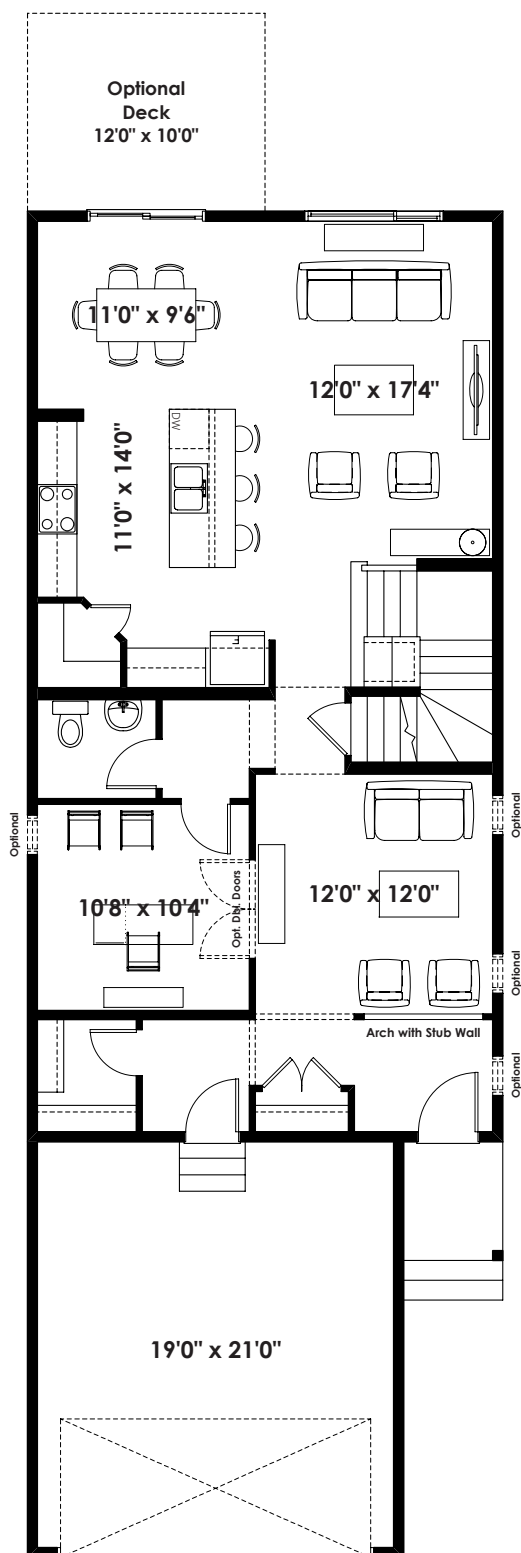 Optional
Deck
12'0" x 10'0"
11'0" x 9'6"
12'0" x 17'4"
DW
11'0" x 14'0"
F
Optional
Optional
10'8" x 10'4"
Opt. Dbl. Doors
12'0" x 12'0"
Optional
Arch with Stub Wall
Optional
19'0" x 21'0"